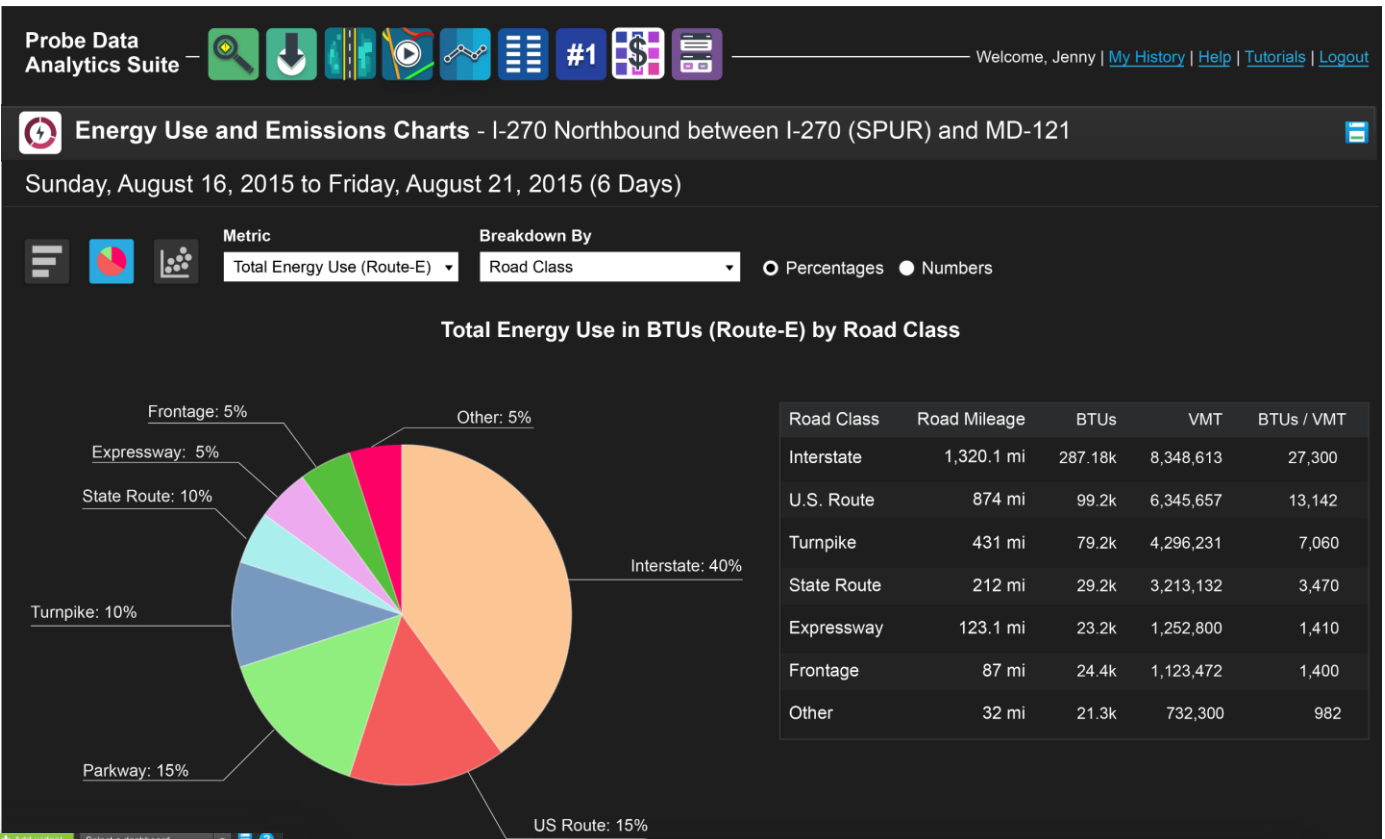 Probe Data
Analytics Suite
#1
$
Welcome, Jenny | My History | Help | Tutorials | Logout
Energy Use and Emissions Charts - I-270 Northbound between I-270 (SPUR) and MD-121
Sunday, August 16, 2015 to Friday, August 21, 2015 (6 Days)
Metric Breakdown By
Total Energy Use (Route-E) Road Class Percentages Numbers
Total Energy Use in BTUs (Route-E) by Road Class
Frontage: 5%
Other: 5%
Expressway: 5%
State Route: 10%
Interstate: 40%
Turnpike: 10%
Parkway: 15%
US Route: 15%
Road Class Road Mileage BTUs VMT BTUs / VMT
Interstate 1,320.1 mi 287.18k 8,348,613 27,300
U.S. Route 874 mi 99.2k 6,345,657 13,142
Turnpike 431 mi 79.2k 4,296,231 7,060
State Route 212 mi 29.2k 3,213,132 3,470
Expressway 123.1 mi 23.2k 1,252,800 1,410
Frontage 87 mi 24.4k 1,123,472 1,400
Other 32 mi 21.3k 732,300 982